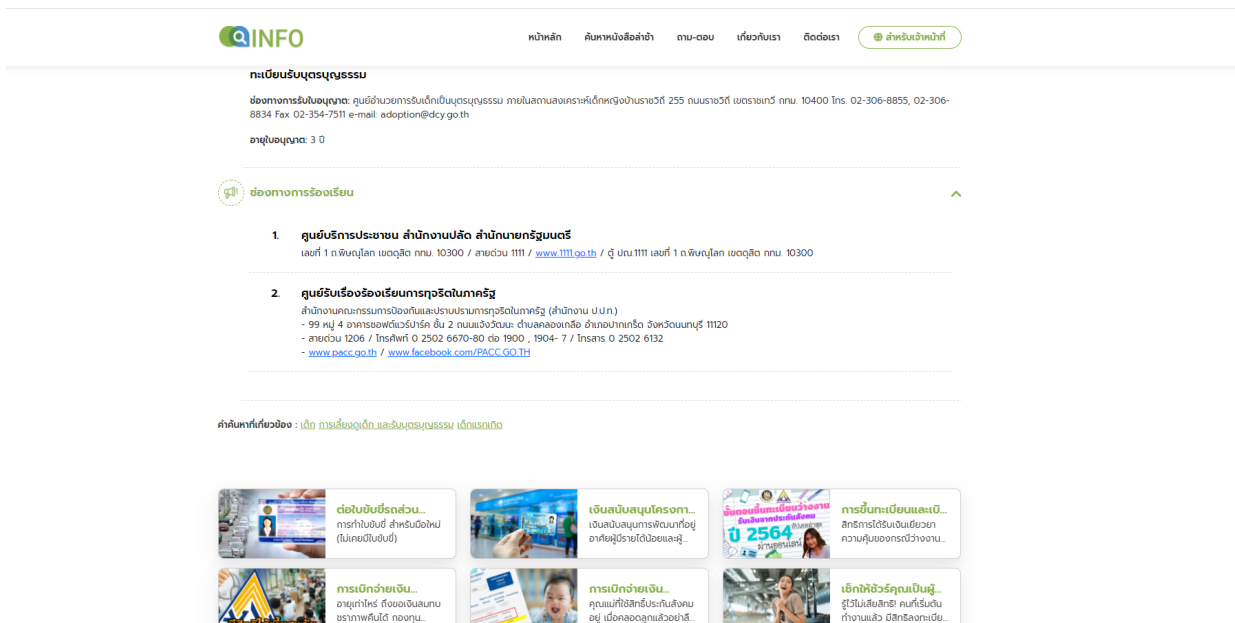 INFO
หน้าหลัก ค้นหาหนังสือล่าช้า ถาม-ตอบ เกี่ยวกับเรา ติดต่อเรา สำหรับเจ้าหน้าที่
ทะเบียนรับบุตรบุญธรรม
ช่องทางการรับใบอนุญาต: ศูนย์อำนวยการรับเด็กเป็นบุตรบุญธรรม ภายในสถานสงเคราะห์เด็กหญิงบ้านราชวิถี 255 ถนนราชวิถี เขตราชเทวี กทม. 10400 โทร. 02-306-8855, 02-306-
8834 Fax 02-354-7511 e-mail: adoption@dcy.go.th
อายุใบอนุญาต: 3 ปี
ช่องทางการร้องเรียน
1. ศูนย์บริการประชาชน สำนักงานปลัด สำนักนายกรัฐมนตรี
เลขที่ 1 ถ.พิษณุโลก เขตดุสิต กทม. 10300 / สายด่วน 1111 / www.1111.go.th / ตู้ ปณ.1111 เลขที่ 1 ถ.พิษณุโลก เขตดุสิต กทม. 10300
2. ศูนย์รับเรื่องร้องเรียนการทุจริตในภาครัฐ
สำนักงานคณะกรรมการป้องกันและปราบปรามการทุจริตในภาครัฐ (สำนักงาน ป.ป.ท.)
- 99 หมู่ 4 อาคารซอฟต์แวร์ปาร์ค ชั้น 2 ถนนแจ้งวัฒนะ ตำบลคลองเกลือ อำเภอปากเกร็ด จังหวัดนนทบุรี 11120
- สายด่วน 1206 / โทรศัพท์ 0 2502 6670-80 ต่อ 1900 , 1904- 7 / โทรสาร 0 2502 6132
- www.pacc.go.th / www.facebook.com/PACC.GO.TH
คำค้นหาที่เกี่ยวข้อง : เด็ก การเลี้ยงดูเด็ก และรับบุตรบุญธรรม เด็กแรกเกิด
ต่อใบขับขี่รถส่วน...
การทำใบขับขี่ สำหรับมือใหม่
(ไม่เคยมีใบขับขี่)
เงินสนับสนุนโครงกา...
เงินสนับสนุนการพัฒนาที่อยู่
อาศัยผู้มีรายได้น้อยและผู้...
ขั้นตอนขึ้นทะเบียนว่างงาน
รับเงินจากประกันสังคม
ปี 2564
ผ่านออนไลน์
การขึ้นทะเบียนและเบิ...
สิทธิการได้รับเงินเยียวยา
ความคุ้มของกรณีว่างงาน...
การเบิกจ่ายเงิน...
อายุเท่าไหร่ ถึงขอเงินสมทบ
ชราภาพคืนได้ กองทุน...
การเบิกจ่ายเงิน...
คุณแม่ที่ใช้สิทธิ์ประกันสังคม
อยู่ เมื่อคลอดลูกแล้วอย่าลื...
เช็กให้ชัวร์คุณเป็นผู้...
รู้ไว้ไม่เสียสิทธิ! คนที่เริ่มต้น
ทำงานแล้ว มีสิทธิลงทะเบีย...